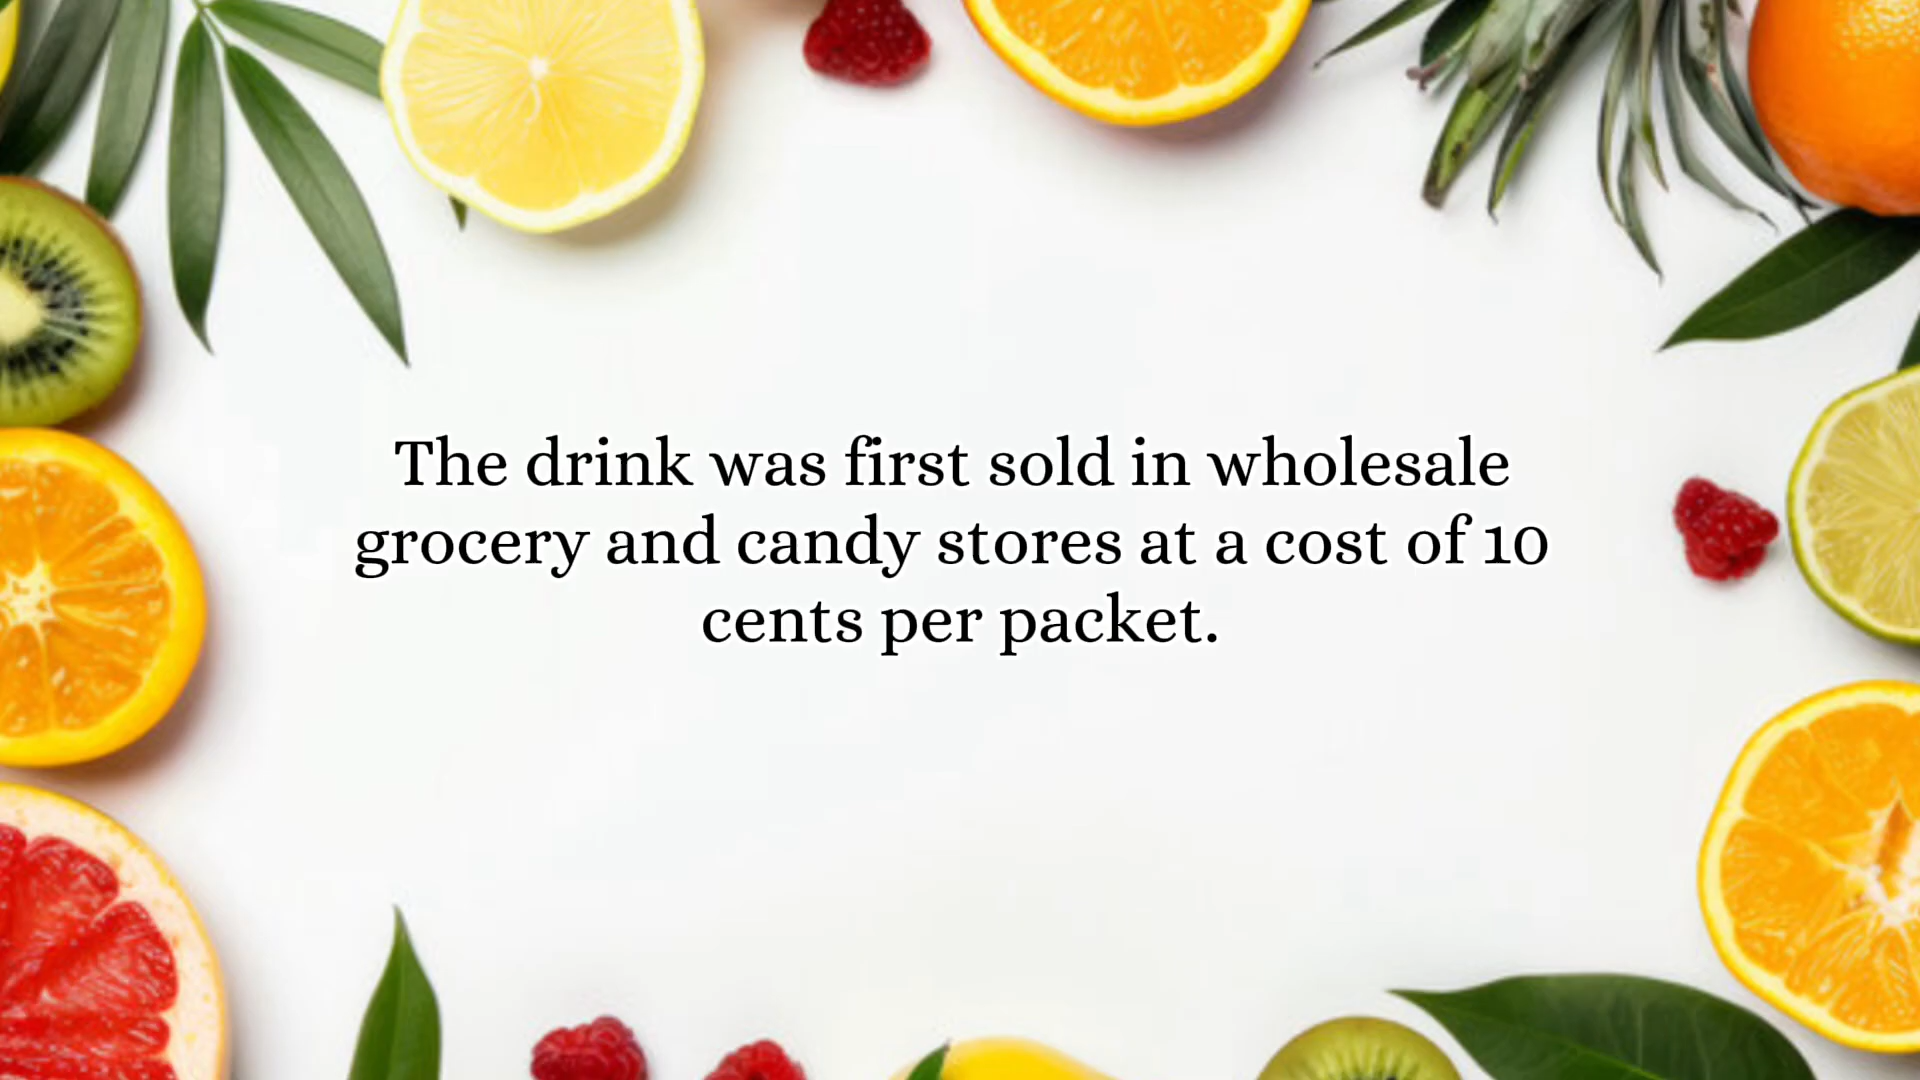 The drink was first sold in wholesale
grocery and candy stores at a cost of 10
cents per packet.